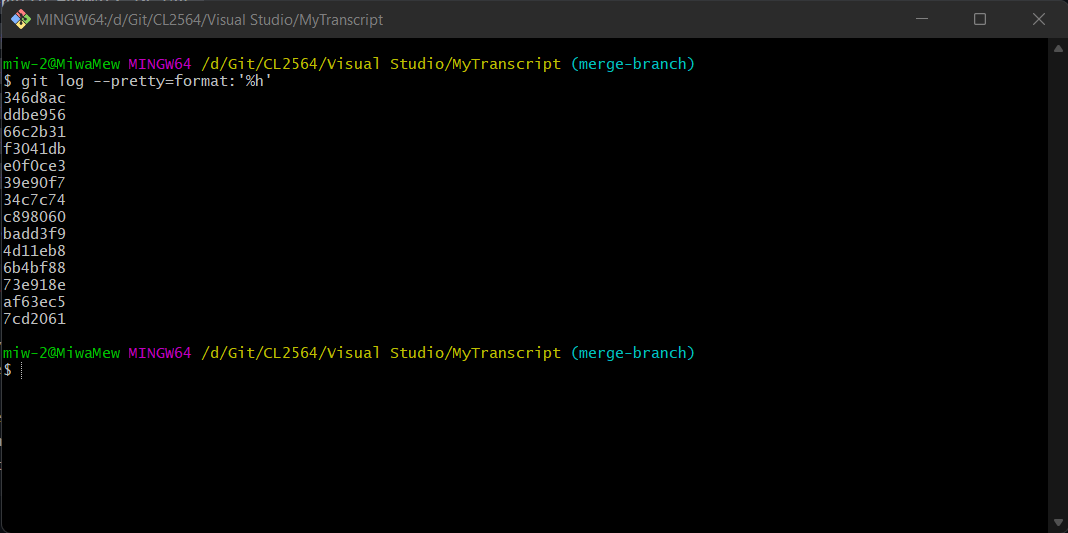 MINGW64:/d/Git/CL2564/Visual Studio/MyTranscript
miw-2@MiwaMew MINGW64 /d/Git/CL2564/Visual Studio/MyTranscript (merge-branch)
$ git log --pretty=format:'%h'
346d8ac
ddbe956
66c2b31
f3041db
e0f0ce3
39e90f7
34c7c74
c898060
badd3f9
4d11eb8
6b4bf88
73e918e
af63ec5
7cd2061
miw-2@MiwaMew MINGW64 /d/Git/CL2564/Visual Studio/MyTranscript (merge-branch)
$